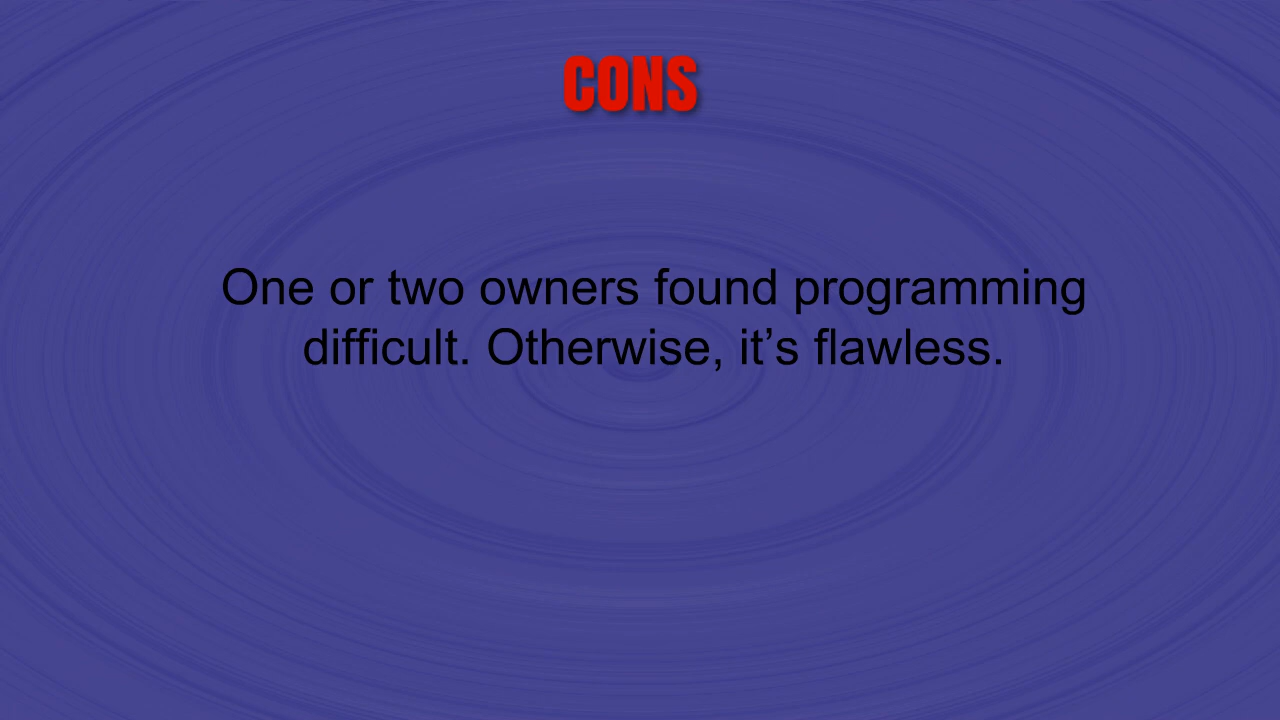 CONS
One or two owners found programming
difficult. Otherwise, it’s flawless.